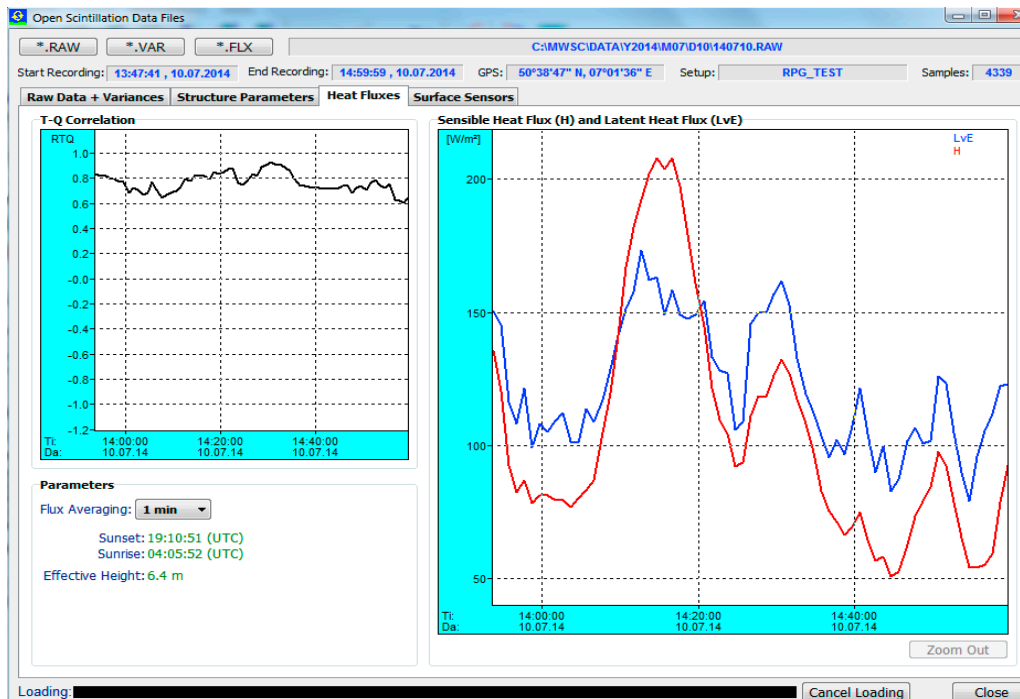 Open Scintillation Data Files
*.RAW *.VAR *.FLX C:\MWSC\DATA\Y2014\M07\D10\140710.RAW
Start Recording: 13:47:41 , 10.07.2014 End Recording: 14:59:59 , 10.07.2014 GPS: 50°38'47" N, 07°01'36" E Setup: RPG_TEST Samples: 4339
Raw Data + Variances Structure Parameters Heat Fluxes Surface Sensors
T-Q Correlation
RTQ
1.0
0.8
0.6
0.4
0.2
-0.0
-0.2
-0.4
-0.6
-0.8
-1.0
-1.2
Ti: 14:00:00 14:20:00 14:40:00
Da: 10.07.14 10.07.14 10.07.14
Parameters
Flux Averaging: 1 min
Sunset: 19:10:51 (UTC)
Sunrise: 04:05:52 (UTC)
Effective Height: 6.4 m
Sensible Heat Flux (H) and Latent Heat Flux (LvE)
[W/m²] LvE
H
200
150
100
50
Ti: 14:00:00 14:20:00 14:40:00
Da: 10.07.14 10.07.14 10.07.14
Zoom Out
Loading: Cancel Loading Close